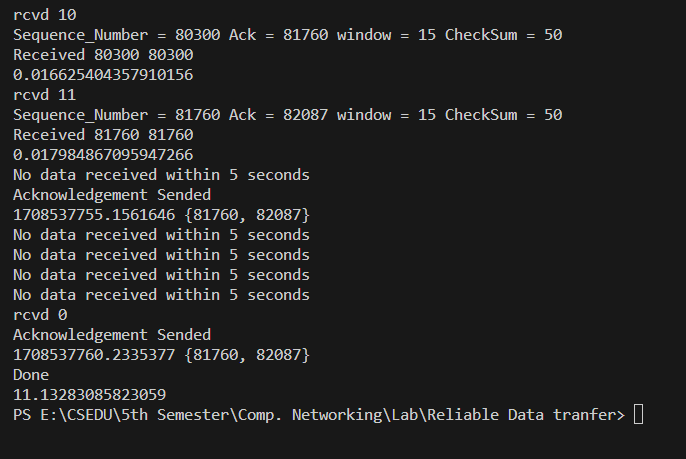 rcvd 10
Sequence_Number = 80300 Ack = 81760 window = 15 CheckSum = 50
Received 80300 80300
0.016625404357910156
rcvd 11
Sequence_Number = 81760 Ack = 82087 window = 15 CheckSum = 50
Received 81760 81760
0.017984867095947266
No data received within 5 seconds
Acknowledgement Sended
1708537755.1561646 {81760, 82087}
No data received within 5 seconds
No data received within 5 seconds
No data received within 5 seconds
No data received within 5 seconds
rcvd 0
Acknowledgement Sended
1708537760.2335377 {81760, 82087}
Done
11.13283085823059
PS E:\CSEDU\5th Semester\Comp. Networking\Lab\Reliable Data tranfer>